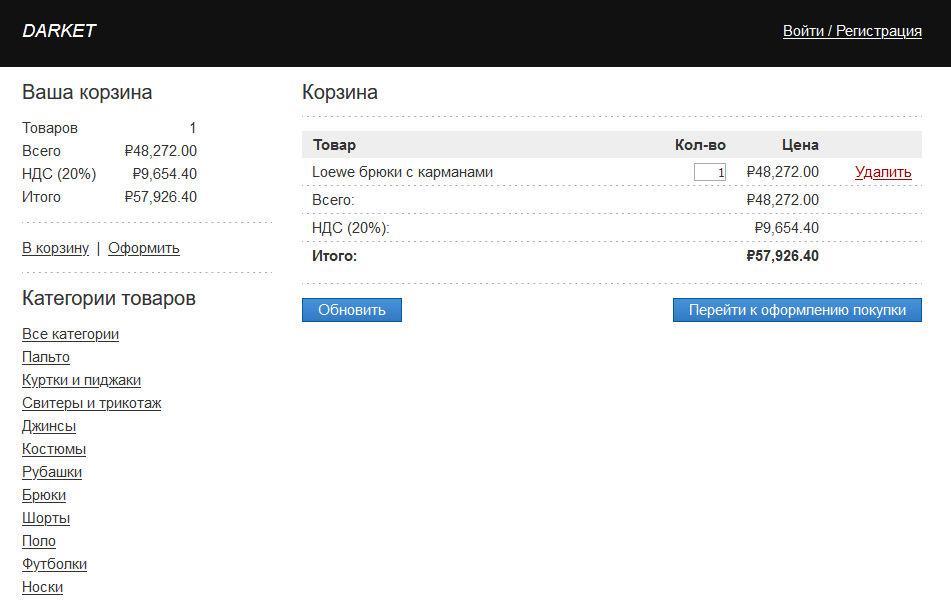 DARKET
Войти / Регистрация
Ваша корзина
Товаров 1
Всего ₽48,272.00
НДС (20%) ₽9,654.40
Итого ₽57,926.40
В корзину | Оформить
Категории товаров
Все категории
Пальто
Куртки и пиджаки
Свитеры и трикотаж
Джинсы
Костюмы
Рубашки
Брюки
Шорты
Поло
Футболки
Носки
Корзина
Товар Кол-во Цена
Loewe брюки с карманами 1 ₽48,272.00 Удалить
Всего: ₽48,272.00
НДС (20%): ₽9,654.40
Итого: ₽57,926.40
Обновить Перейти к оформлению покупки